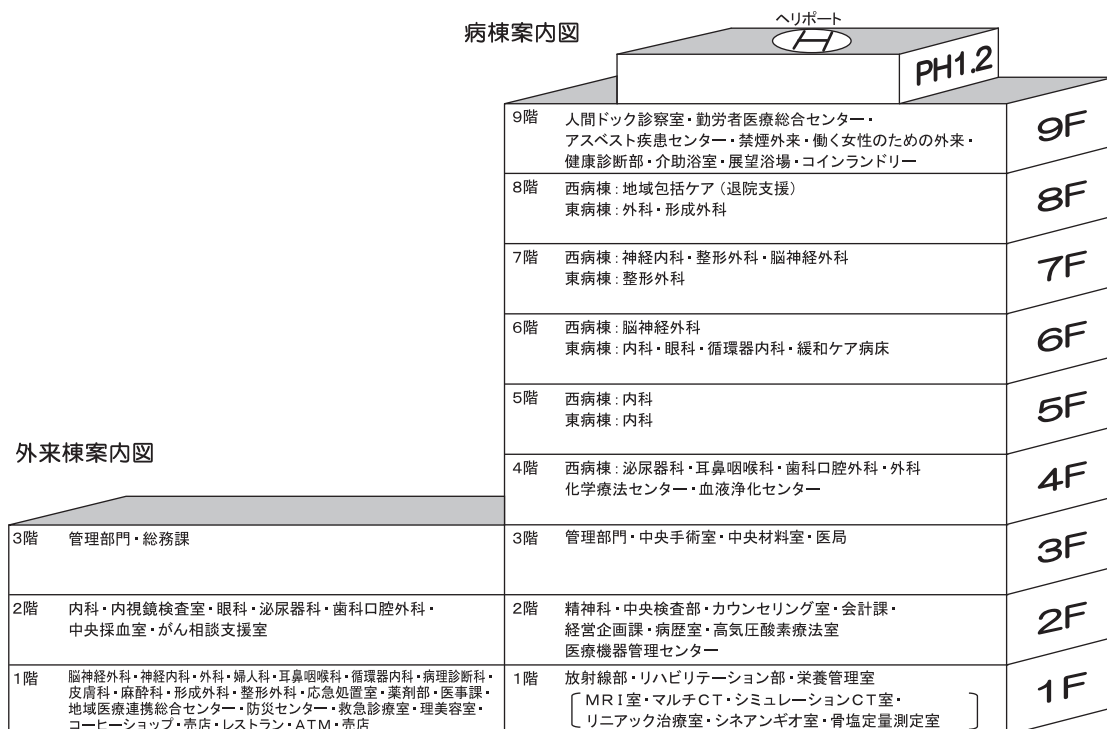 病棟案内図
ヘリポート
H
PH1.2
9階 人間ドック診察室・勤労者医療総合センター・
アスベスト疾患センター・禁煙外来・働く女性のための外来・
健康診断部・介助浴室・展望浴場・コインランドリー
9F
8階 西病棟:地域包括ケア(退院支援)
東病棟:外科・形成外科
8F
7階 西病棟:神経内科・整形外科・脳神経外科
東病棟:整形外科
7F
6階 西病棟:脳神経外科
東病棟:内科・眼科・循環器内科・緩和ケア病床
6F
5階 西病棟:内科
東病棟:内科
5F
4階 西病棟:泌尿器科・耳鼻咽喉科・歯科口腔外科・外科
化学療法センター・血液浄化センター
4F
3階 管理部門・中央手術室・中央材料室・医局
3F
2階 精神科・中央検査部・カウンセリング室・会計課・
経営企画課・病歴室・高気圧酸素療法室
医療機器管理センター
2F
1階 放射線部・リハビリテーション部・栄養管理室
MRI室・マルチCT・シミュレーションCT室・
リニアック治療室・シネアンギオ室・骨塩定量測定室
1F
外来棟案内図
3階 管理部門・総務課
2階 内科・内視鏡検査室・眼科・泌尿器科・歯科口腔外科・
中央採血室・がん相談支援室
1階 脳神経外科・神経内科・外科・婦人科・耳鼻咽喉科・循環器内科・病理診断科・
皮膚科・麻酔科・形成外科・整形外科・応急処置室・薬剤部・医事課・
地域医療連携総合センター・防災センター・救急診療室・理美容室・
コーヒーショップ・売店・レストラン・ATM・売店